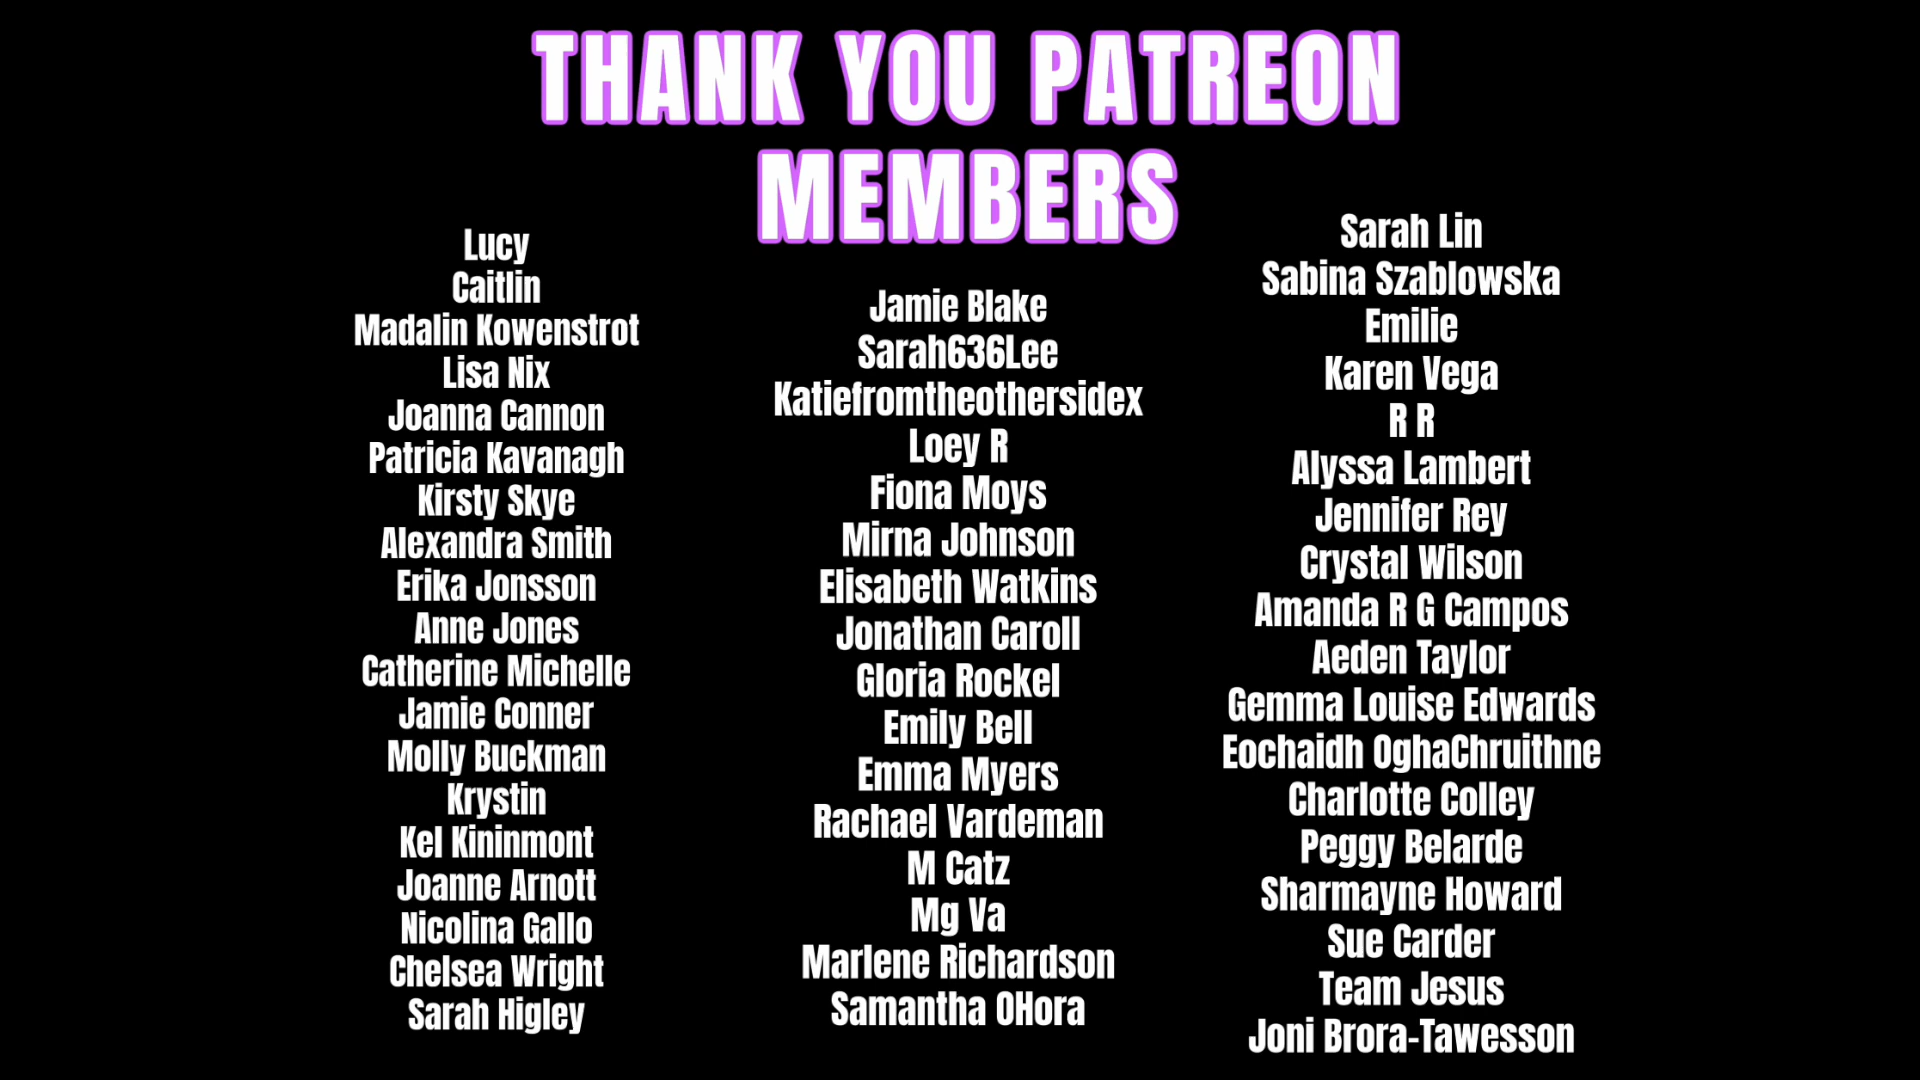 THANK YOU PATREON
MEMBERS
Lucy
Caitlin
Madalin Kowenstrot
Lisa Nix
Joanna Cannon
Patricia Kavanagh
Kirsty Skye
Alexandra Smith
Erika Jonsson
Anne Jones
Catherine Michelle
Jamie Conner
Molly Buckman
Krystin
Kel Kininmont
Joanne Arnott
Nicolina Gallo
Chelsea Wright
Sarah Higley
Jamie Blake
Sarah636Lee
Katiefromtheothersidex
Loey R
Fiona Moys
Mirna Johnson
Elisabeth Watkins
Jonathan Caroll
Gloria Rockel
Emily Bell
Emma Myers
Rachael Vardeman
M Catz
Mg Va
Marlene Richardson
Samantha OHora
Sarah Lin
Sabina Szablowska
Emilie
Karen Vega
R R
Alyssa Lambert
Jennifer Rey
Crystal Wilson
Amanda R G Campos
Aeden Taylor
Gemma Louise Edwards
Eochaidh OghaChruithne
Charlotte Colley
Peggy Belarde
Sharmayne Howard
Sue Carder
Team Jesus
Joni Brora-Tawesson